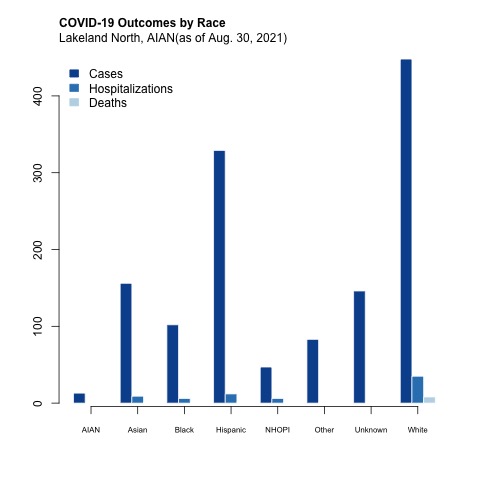 COVID-19 Outcomes by Race
Lakeland North, AIAN(as of Aug. 30, 2021)
Cases
Hospitalizations
Deaths
400
300
200
100
0
AIAN Asian Black Hispanic NHOPI Other Unknown White